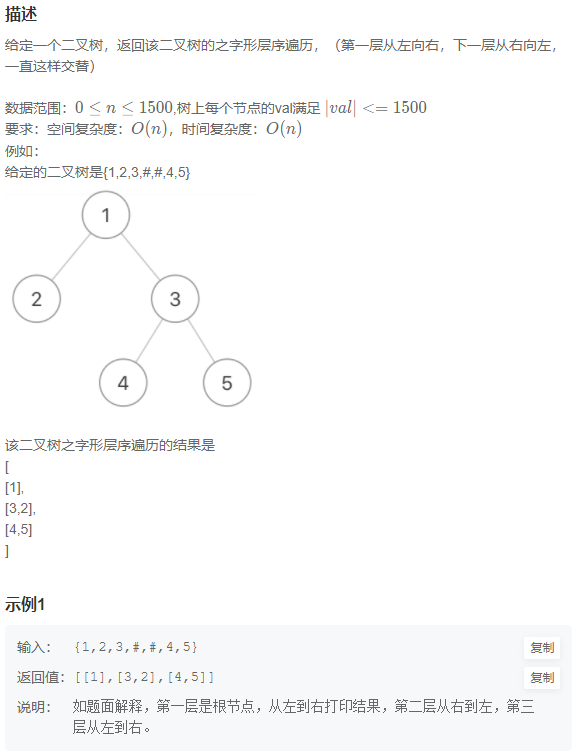 描述
给定一个二叉树，返回该二叉树的之字形层序遍历，（第一层从左向右，下一层从右向左，
一直这样交替）
数据范围：0 ≤ n ≤ 1500,树上每个节点的val满足 |val| <= 1500
要求：空间复杂度：O(n)，时间复杂度：O(n)
例如：
给定的二叉树是{1,2,3,#,#,4,5}
1
2 3
4 5
该二叉树之字形层序遍历的结果是
[
[1],
[3,2],
[4,5]
]
示例1
输入： {1,2,3,#,#,4,5} 复制
返回值： [[1],[3,2],[4,5]] 复制
说明： 如题面解释，第一层是根节点，从左到右打印结果，第二层从右到左，第三
层从左到右。